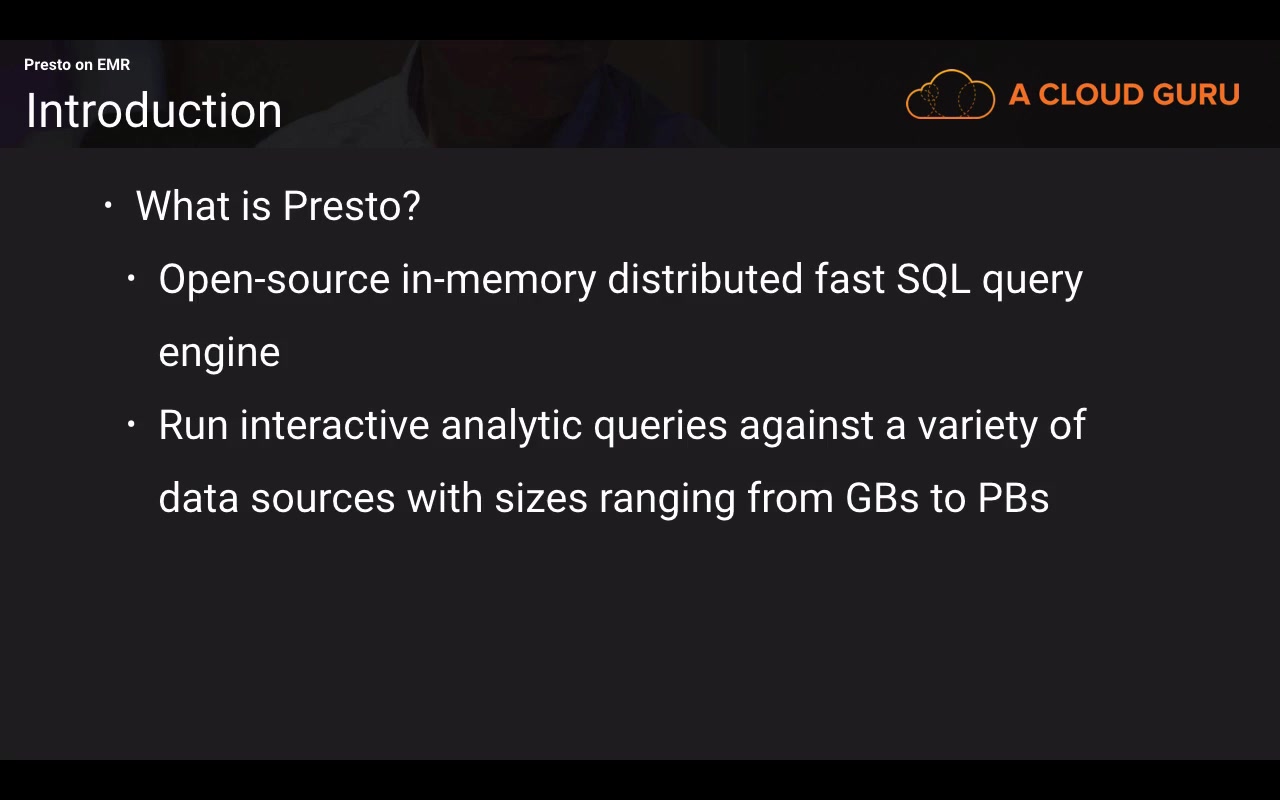 Presto on EMR
Introduction
A CLOUD GURU
• What is Presto?
• Open-source in-memory distributed fast SQL query
engine
• Run interactive analytic queries against a variety of
data sources with sizes ranging from GBs to PBs